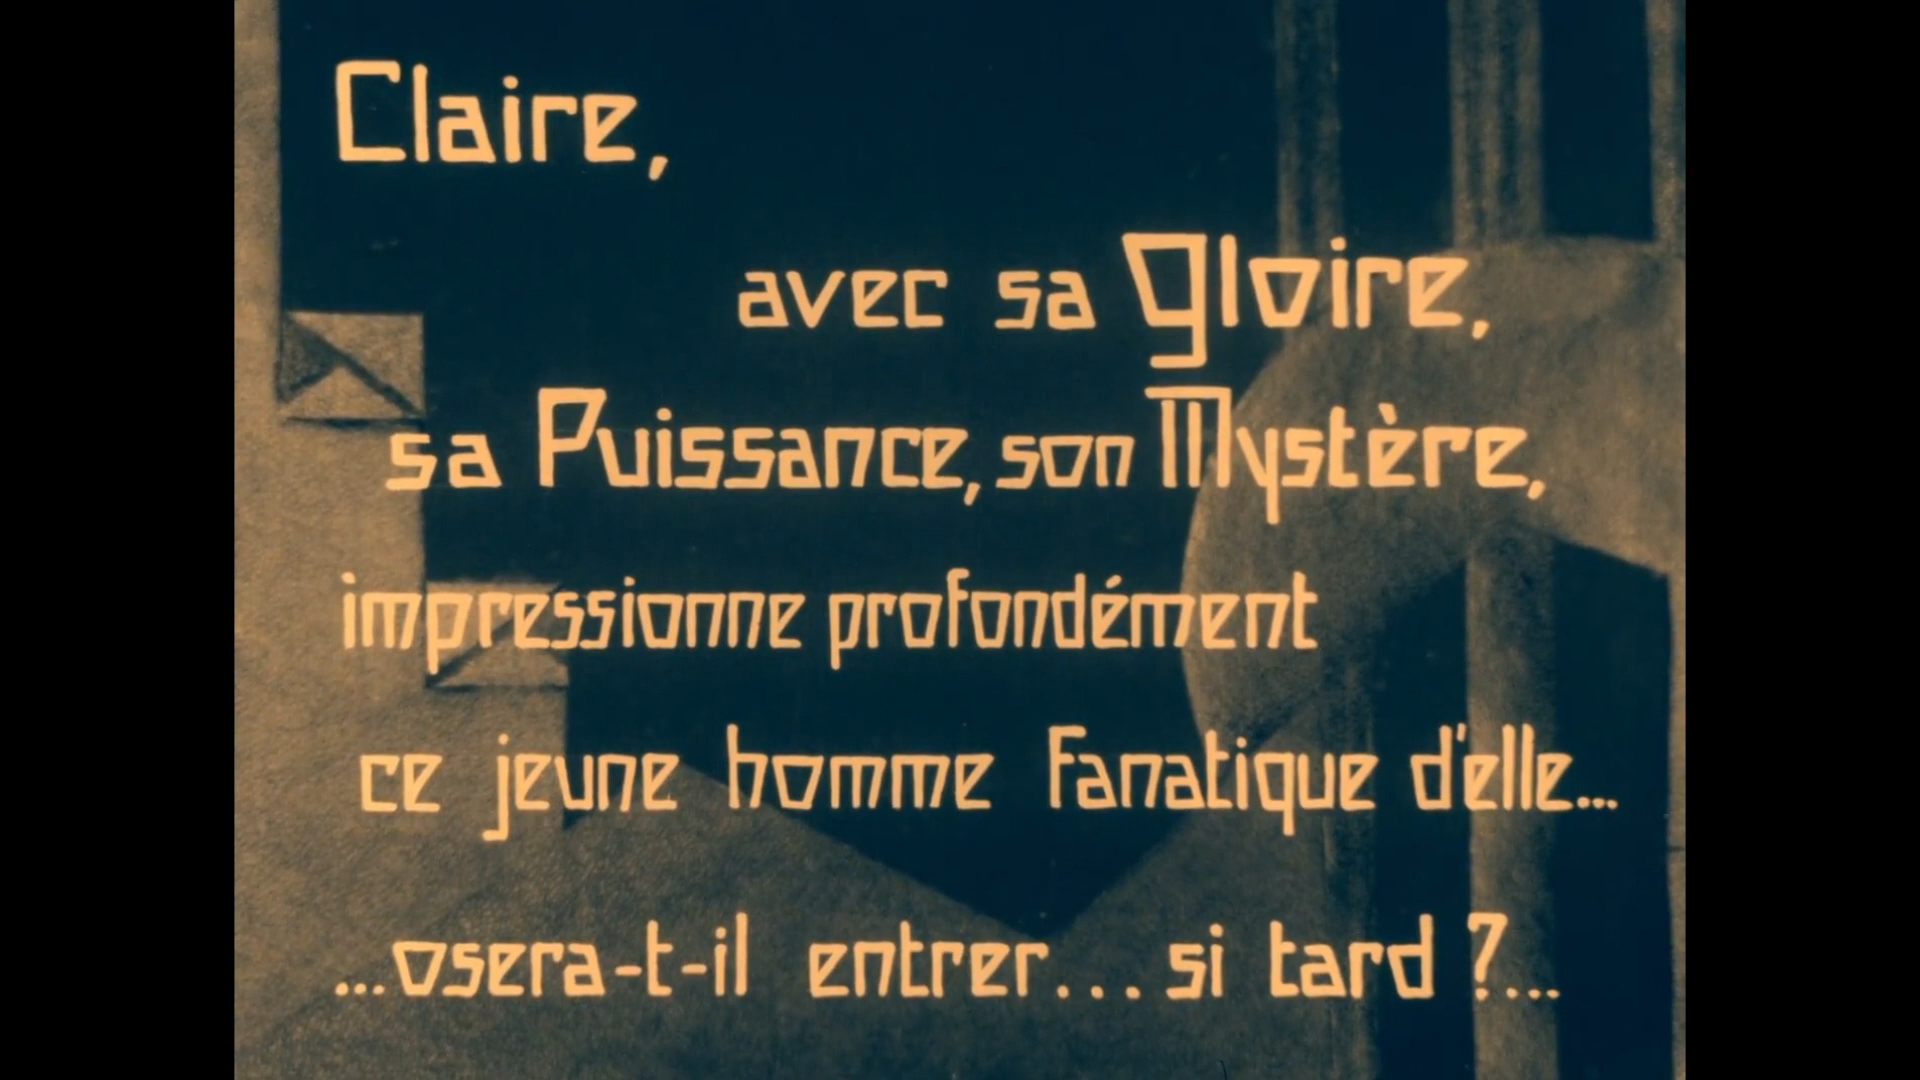 Claire,
avec sa gloire,
sa Puissance, son Mystère,
impressionne profondément
ce jeune homme fanatique d'elle...
...osera-t-il entrer... si tard ?...